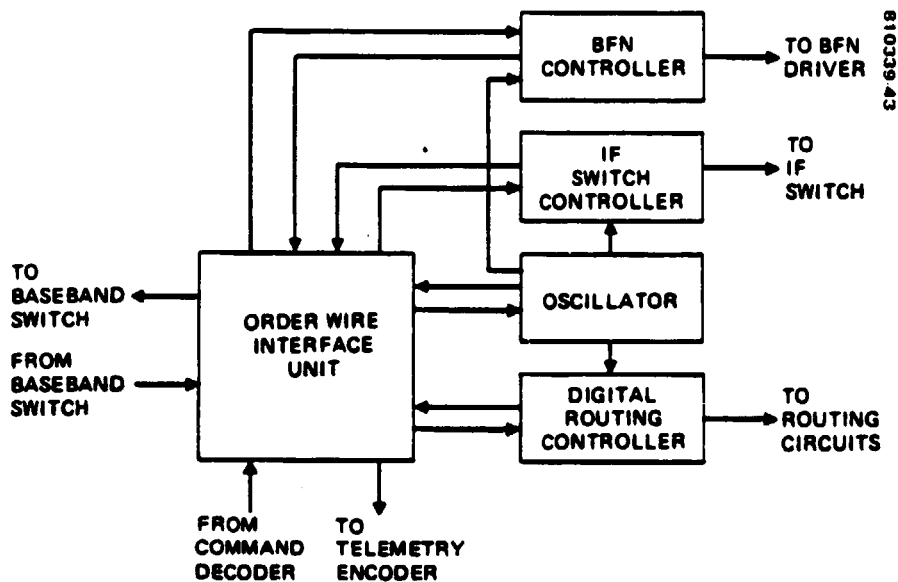 BFN
CONTROLLER
TO BFN
DRIVER
810339-43
IF
SWITCH
CONTROLLER
TO
IF
SWITCH
OSCILLATOR
ORDER WIRE
INTERFACE
UNIT
TO
BASEBAND
SWITCH
FROM
BASEBAND
SWITCH
DIGITAL
ROUTING
CONTROLLER
TO
ROUTING
CIRCUITS
FROM
COMMAND
DECODER
TO
TELEMETRY
ENCODER